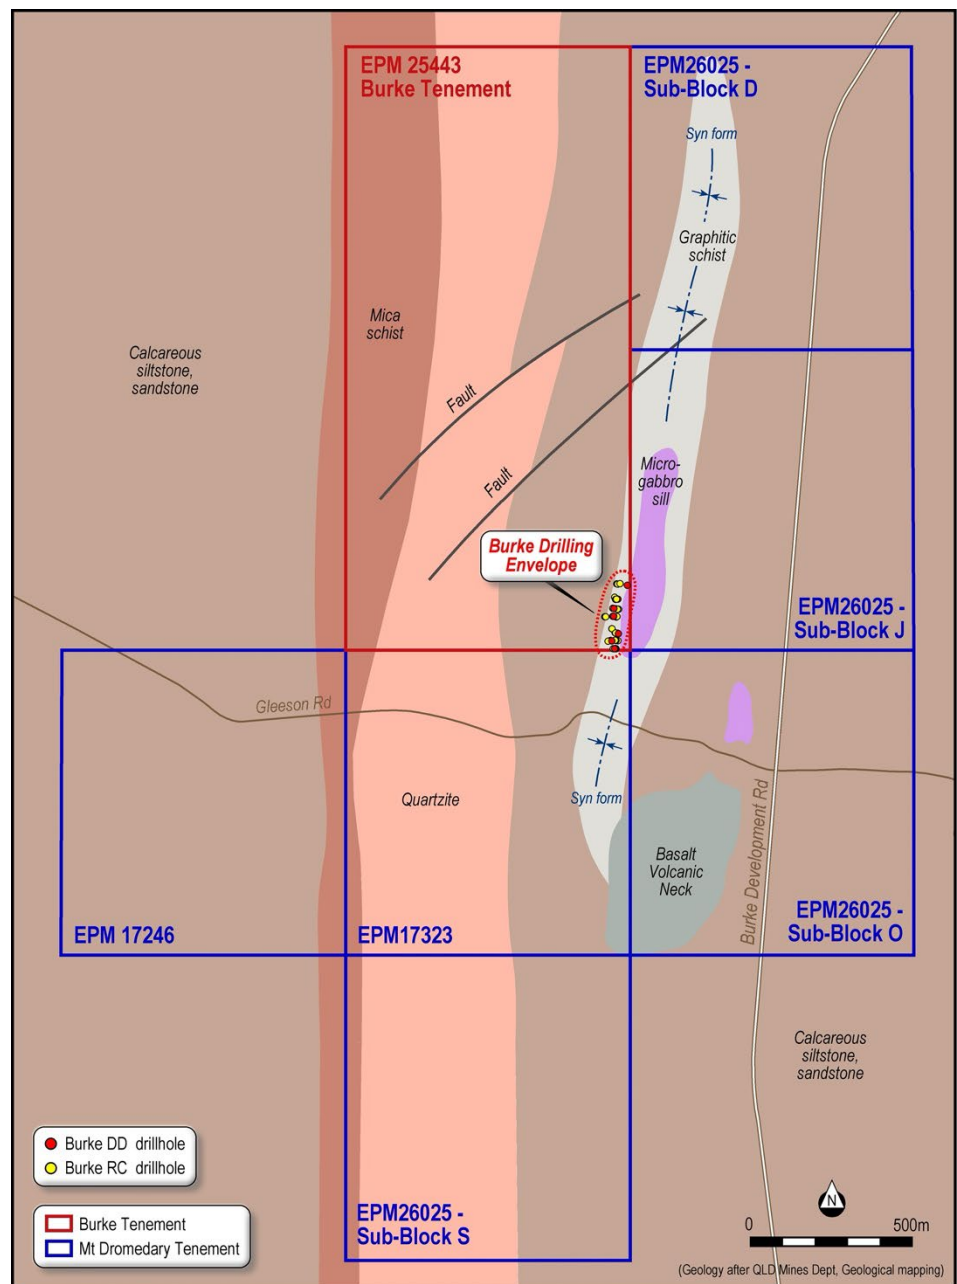 EPM 25443
Burke Tenement
EPM26025 -
Sub-Block D
Syn form
Graphitic
schist
Mica
schist
Calcareous
siltstone,
sandstone
Fault
Fault
Micro-
gabbro
sill
Burke Drilling
Envelope
EPM26025 -
Sub-Block J
Gleeson Rd
Quartzite
Syn form
Basalt
Volcanic
Neck
Burke Development Rd
EPM 17246
EPM17323
EPM26025 -
Sub-Block O
Calcareous
siltstone,
sandstone
Burke DD drillhole
Burke RC drillhole
Burke Tenement
Mt Dromedary Tenement
EPM26025 -
Sub-Block S
N
0 500m
(Geology after QLD Mines Dept, Geological mapping)